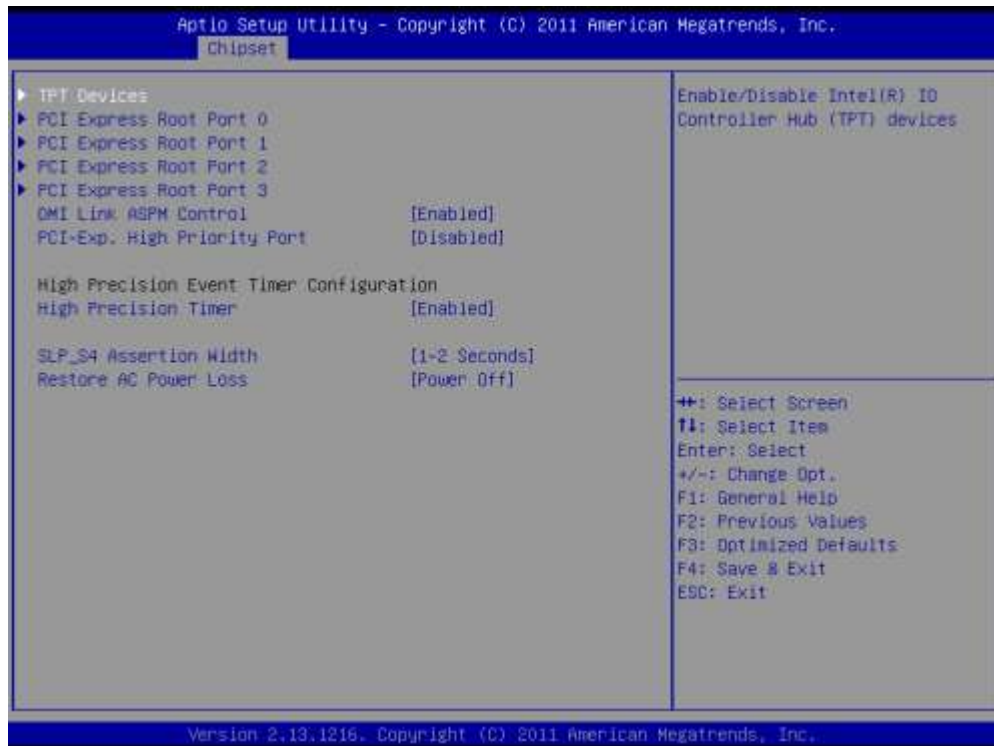 Aptio Setup Utility - Copyright (C) 2011 American Megatrends, Inc.
Chipset
TPT Devices
PCI Express Root Port 0
PCI Express Root Port 1
PCI Express Root Port 2
PCI Express Root Port 3
DMI Link ASPM Control [Enabled]
PCI-Exp. High Priority Port [Disabled]
High Precision Event Timer Configuration
High Precision Timer [Enabled]
SLP_S4 Assertion Width [1-2 Seconds]
Restore AC Power Loss [Power Off]
Enable/Disable Intel(R) IO
Controller Hub (TPT) devices
→←: Select Screen
↑↓: Select Item
Enter: Select
+/-: Change Opt.
F1: General Help
F2: Previous Values
F3: Optimized Defaults
F4: Save & Exit
ESC: Exit
Version 2.13.1216. Copyright (C) 2011 American Megatrends, Inc.